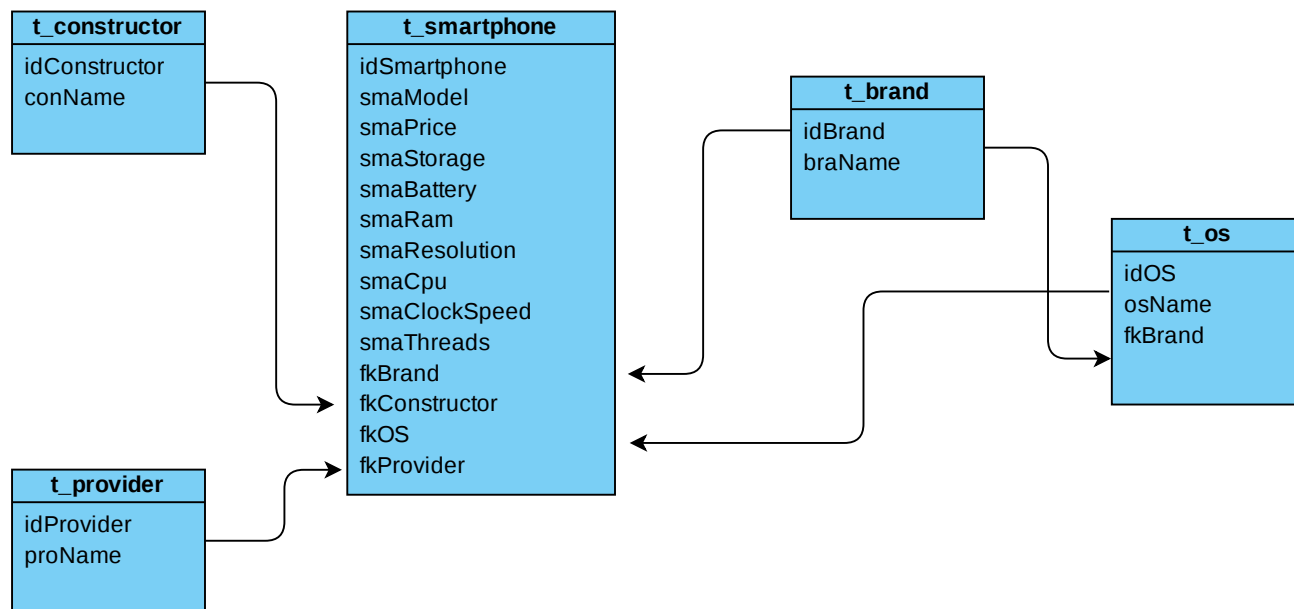 t_constructor
idConstructor
conName
t_smartphone
idSmartphone
smaModel
smaPrice
smaStorage
smaBattery
smaRam
smaResolution
smaCpu
smaClockSpeed
smaThreads
fkBrand
fkConstructor
fkOS
fkProvider
t_brand
idBrand
braName
t_os
idOS
osName
fkBrand
t_provider
idProvider
proName